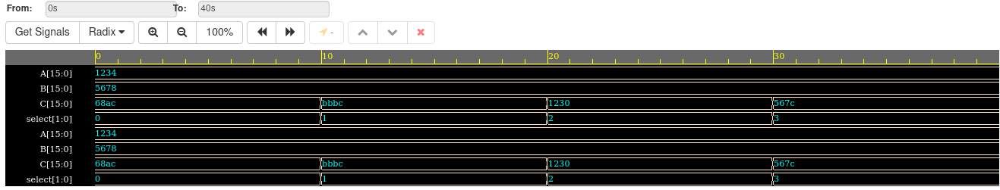 From: 0s To: 40s
Get Signals Radix 100% -
0 10 20 30
A[15:0] 1234
B[15:0] 5678
C[15:0] 68ac bbbc 1230 567c
select[1:0] 0 1 2 3
A[15:0] 1234
B[15:0] 5678
C[15:0] 68ac bbbc 1230 567c
select[1:0] 0 1 2 3